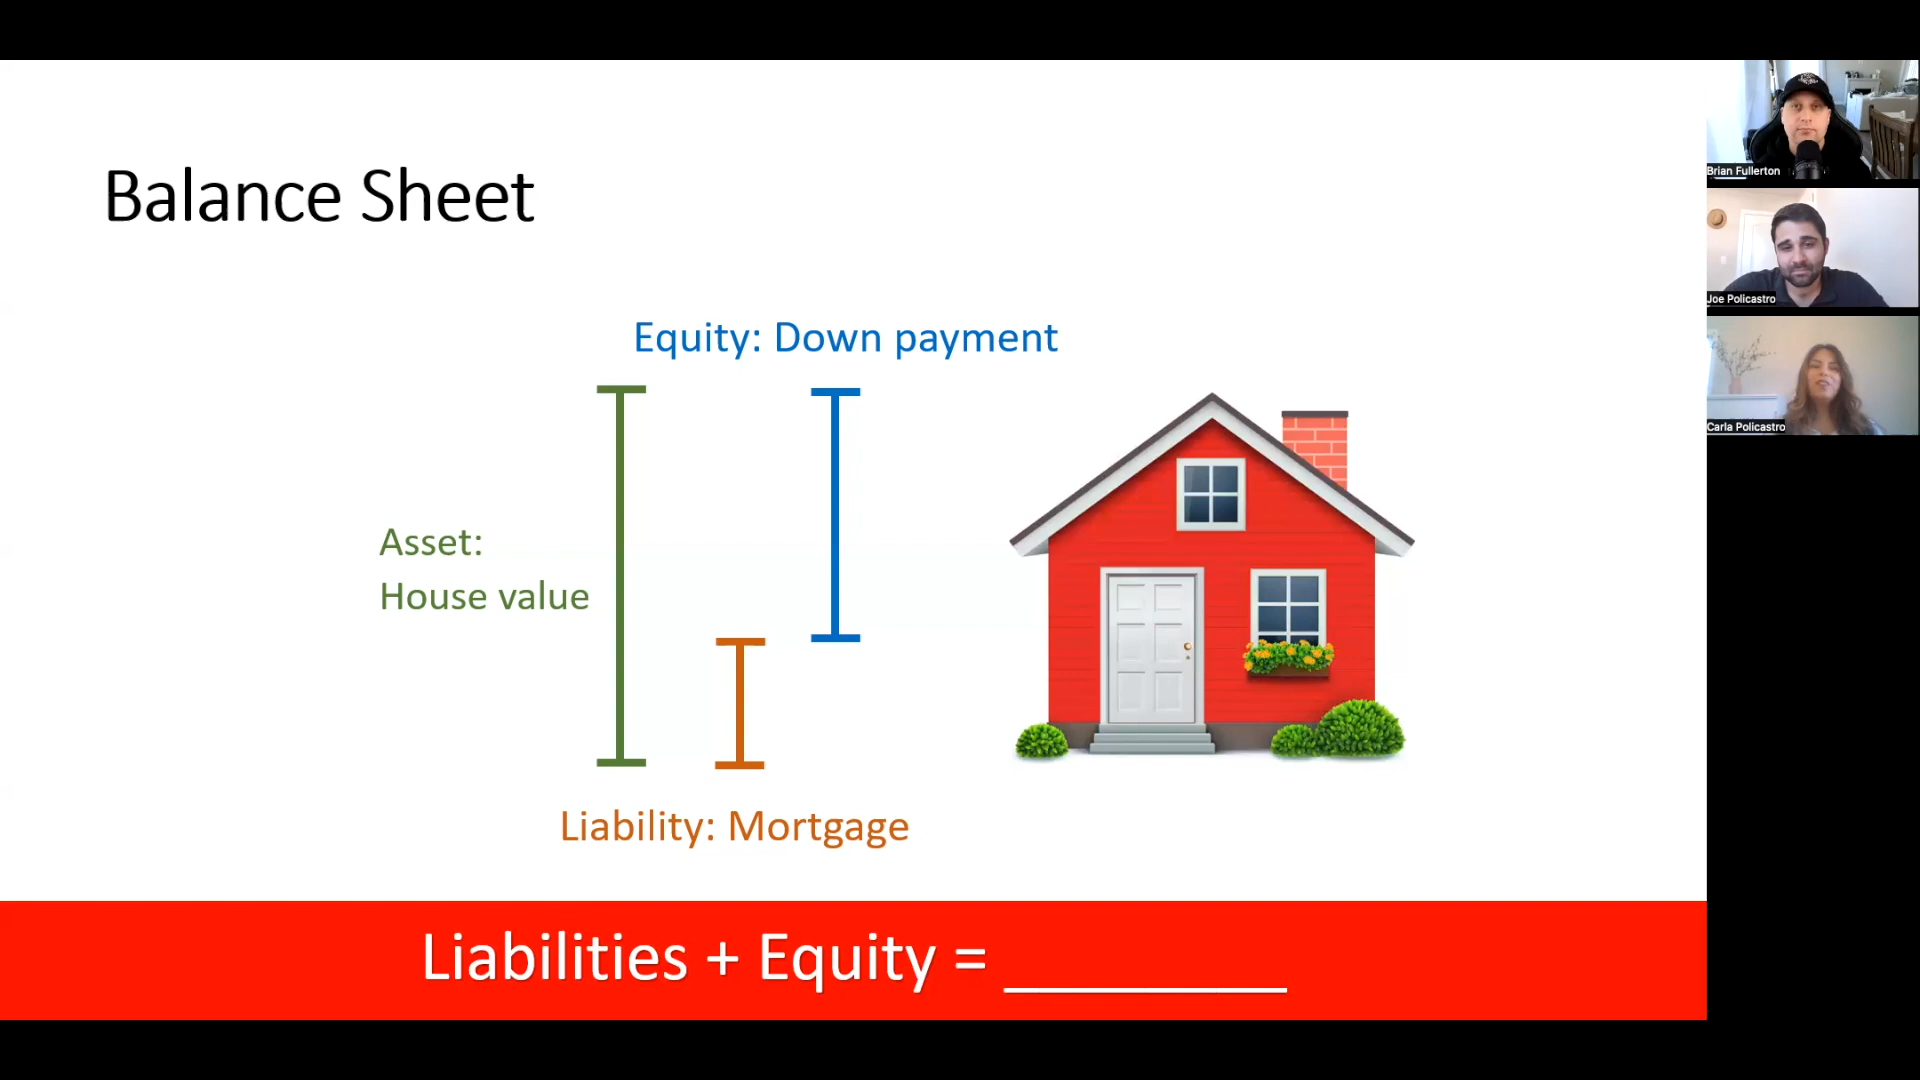 Balance Sheet
Equity: Down payment
Asset:
House value
Liability: Mortgage
Liabilities + Equity = __________
Brian Fullerton
Joe Policastro
Carla Policastro